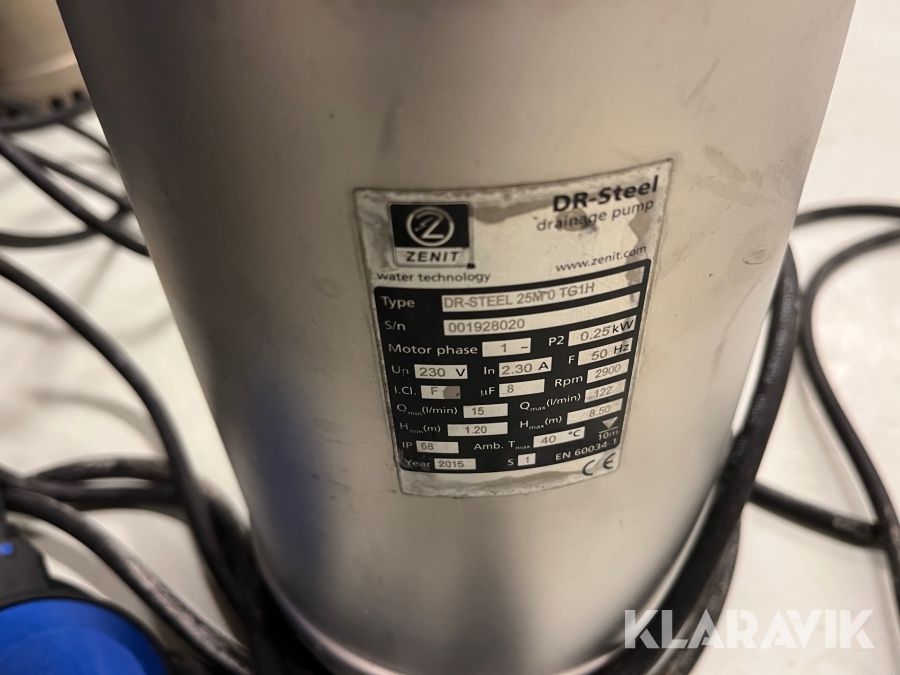 DR-Steel
drainage pump
ZENIT
water technology www.zenit.com
Type DR-STEEL 25M 0 TG1H
S/n 001928020
Motor phase 1 ~ P2 0.25 kW
Un 230 V In 2.30 A F 50 Hz
I.Cl. F µF 8 Rpm 2900
Qmin(l/min) 15 Qmax(l/min) 122
Hmin(m) 1.20 Hmax(m) 8.50
IP 68 Amb. Tmax 40 °C 10m
Year 2015 S 1 EN 60034-1
CE
KLARAVIK